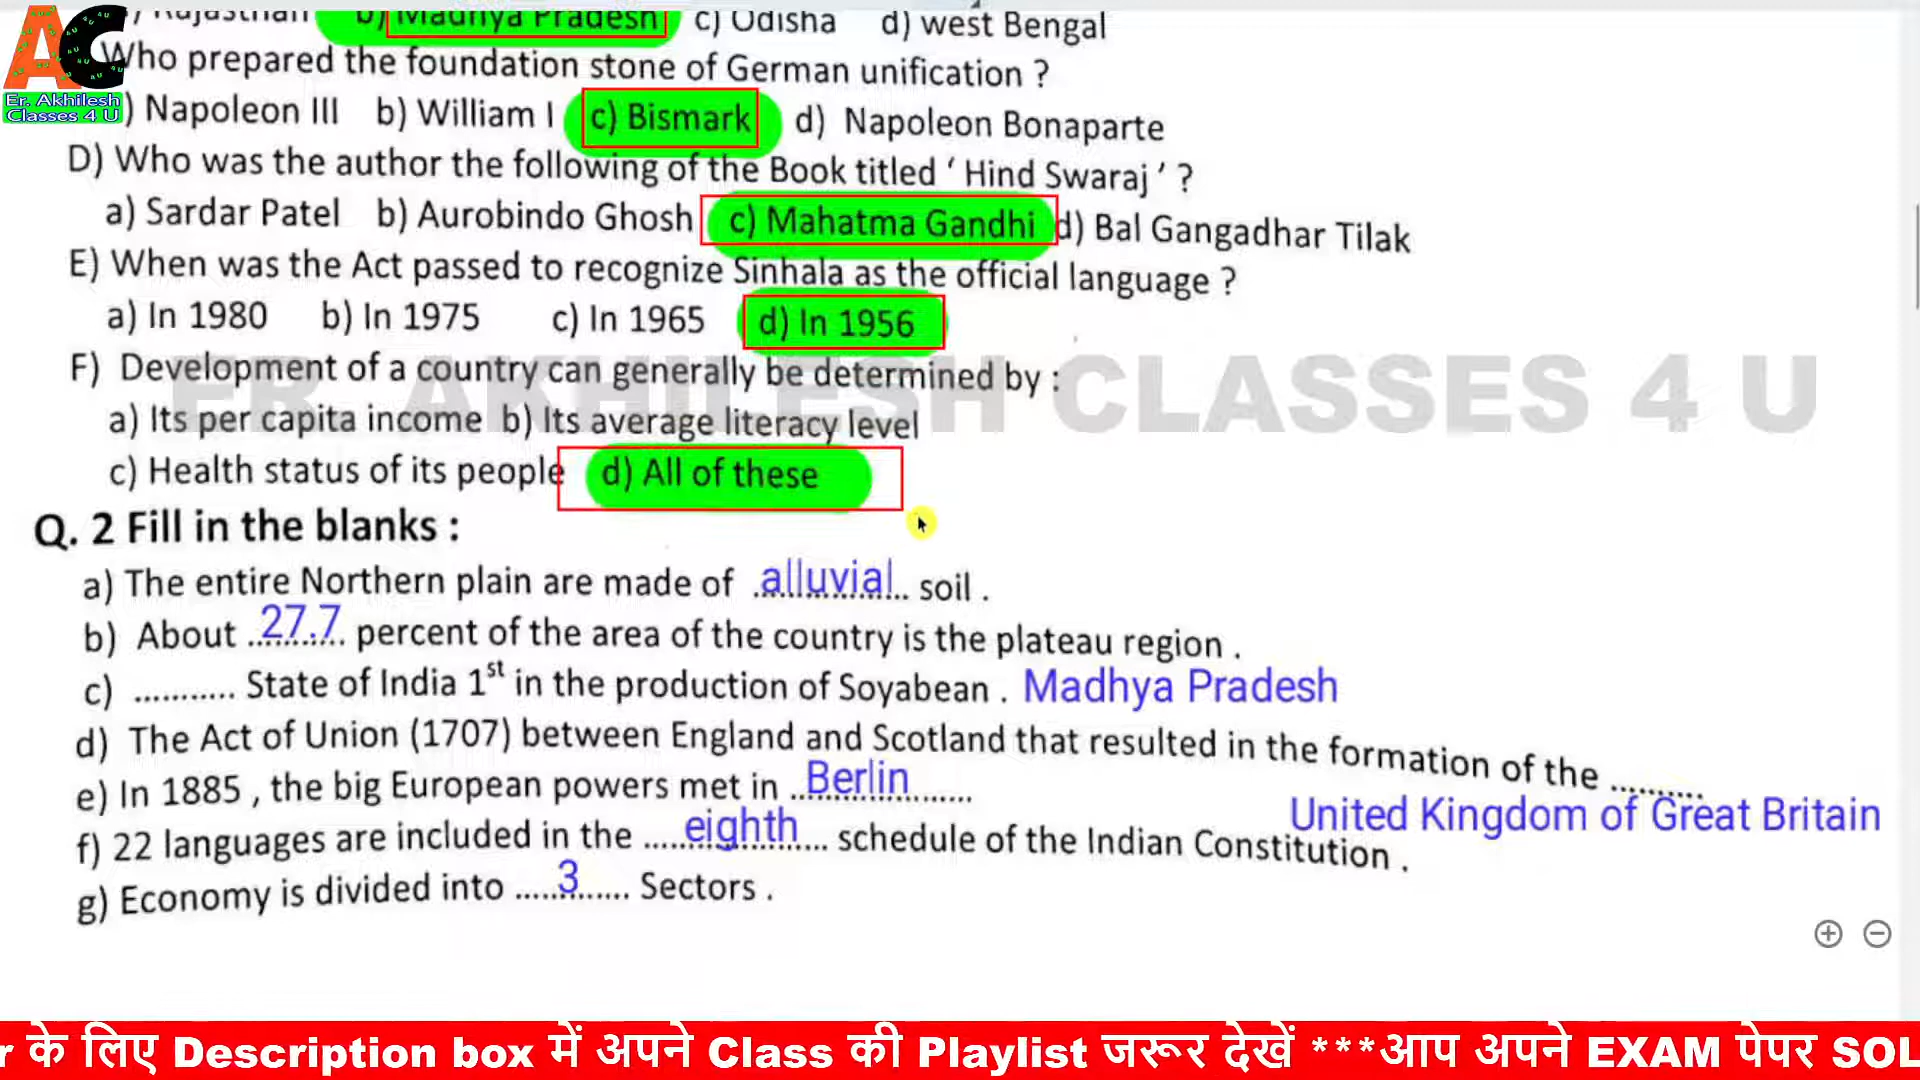 Rajasthan b) Madhya Pradesh c) Odisha d) west Bengal
Who prepared the foundation stone of German unification ?
) Napoleon III b) William I c) Bismark d) Napoleon Bonaparte
D) Who was the author the following of the Book titled ‘ Hind Swaraj ’ ?
a) Sardar Patel b) Aurobindo Ghosh c) Mahatma Gandhi d) Bal Gangadhar Tilak
E) When was the Act passed to recognize Sinhala as the official language ?
a) In 1980 b) In 1975 c) In 1965 d) In 1956
F) Development of a country can generally be determined by :
a) Its per capita income b) Its average literacy level
c) Health status of its people d) All of these
Q. 2 Fill in the blanks :
a) The entire Northern plain are made of ..alluvial.. soil .
b) About ..27.7.. percent of the area of the country is the plateau region .
c) ........... State of India 1st in the production of Soyabean . Madhya Pradesh
d) The Act of Union (1707) between England and Scotland that resulted in the formation of the ..........
United Kingdom of Great Britain
e) In 1885 , the big European powers met in ..Berlin......
f) 22 languages are included in the ....eighth... schedule of the Indian Constitution .
g) Economy is divided into .....3...... Sectors .
AC
Er. Akhilesh
Classes 4 U
ER. AKHILESH CLASSES 4 U
r के लिए Description box में अपने Class की Playlist जरूर देखें ***आप अपने EXAM पेपर SOL